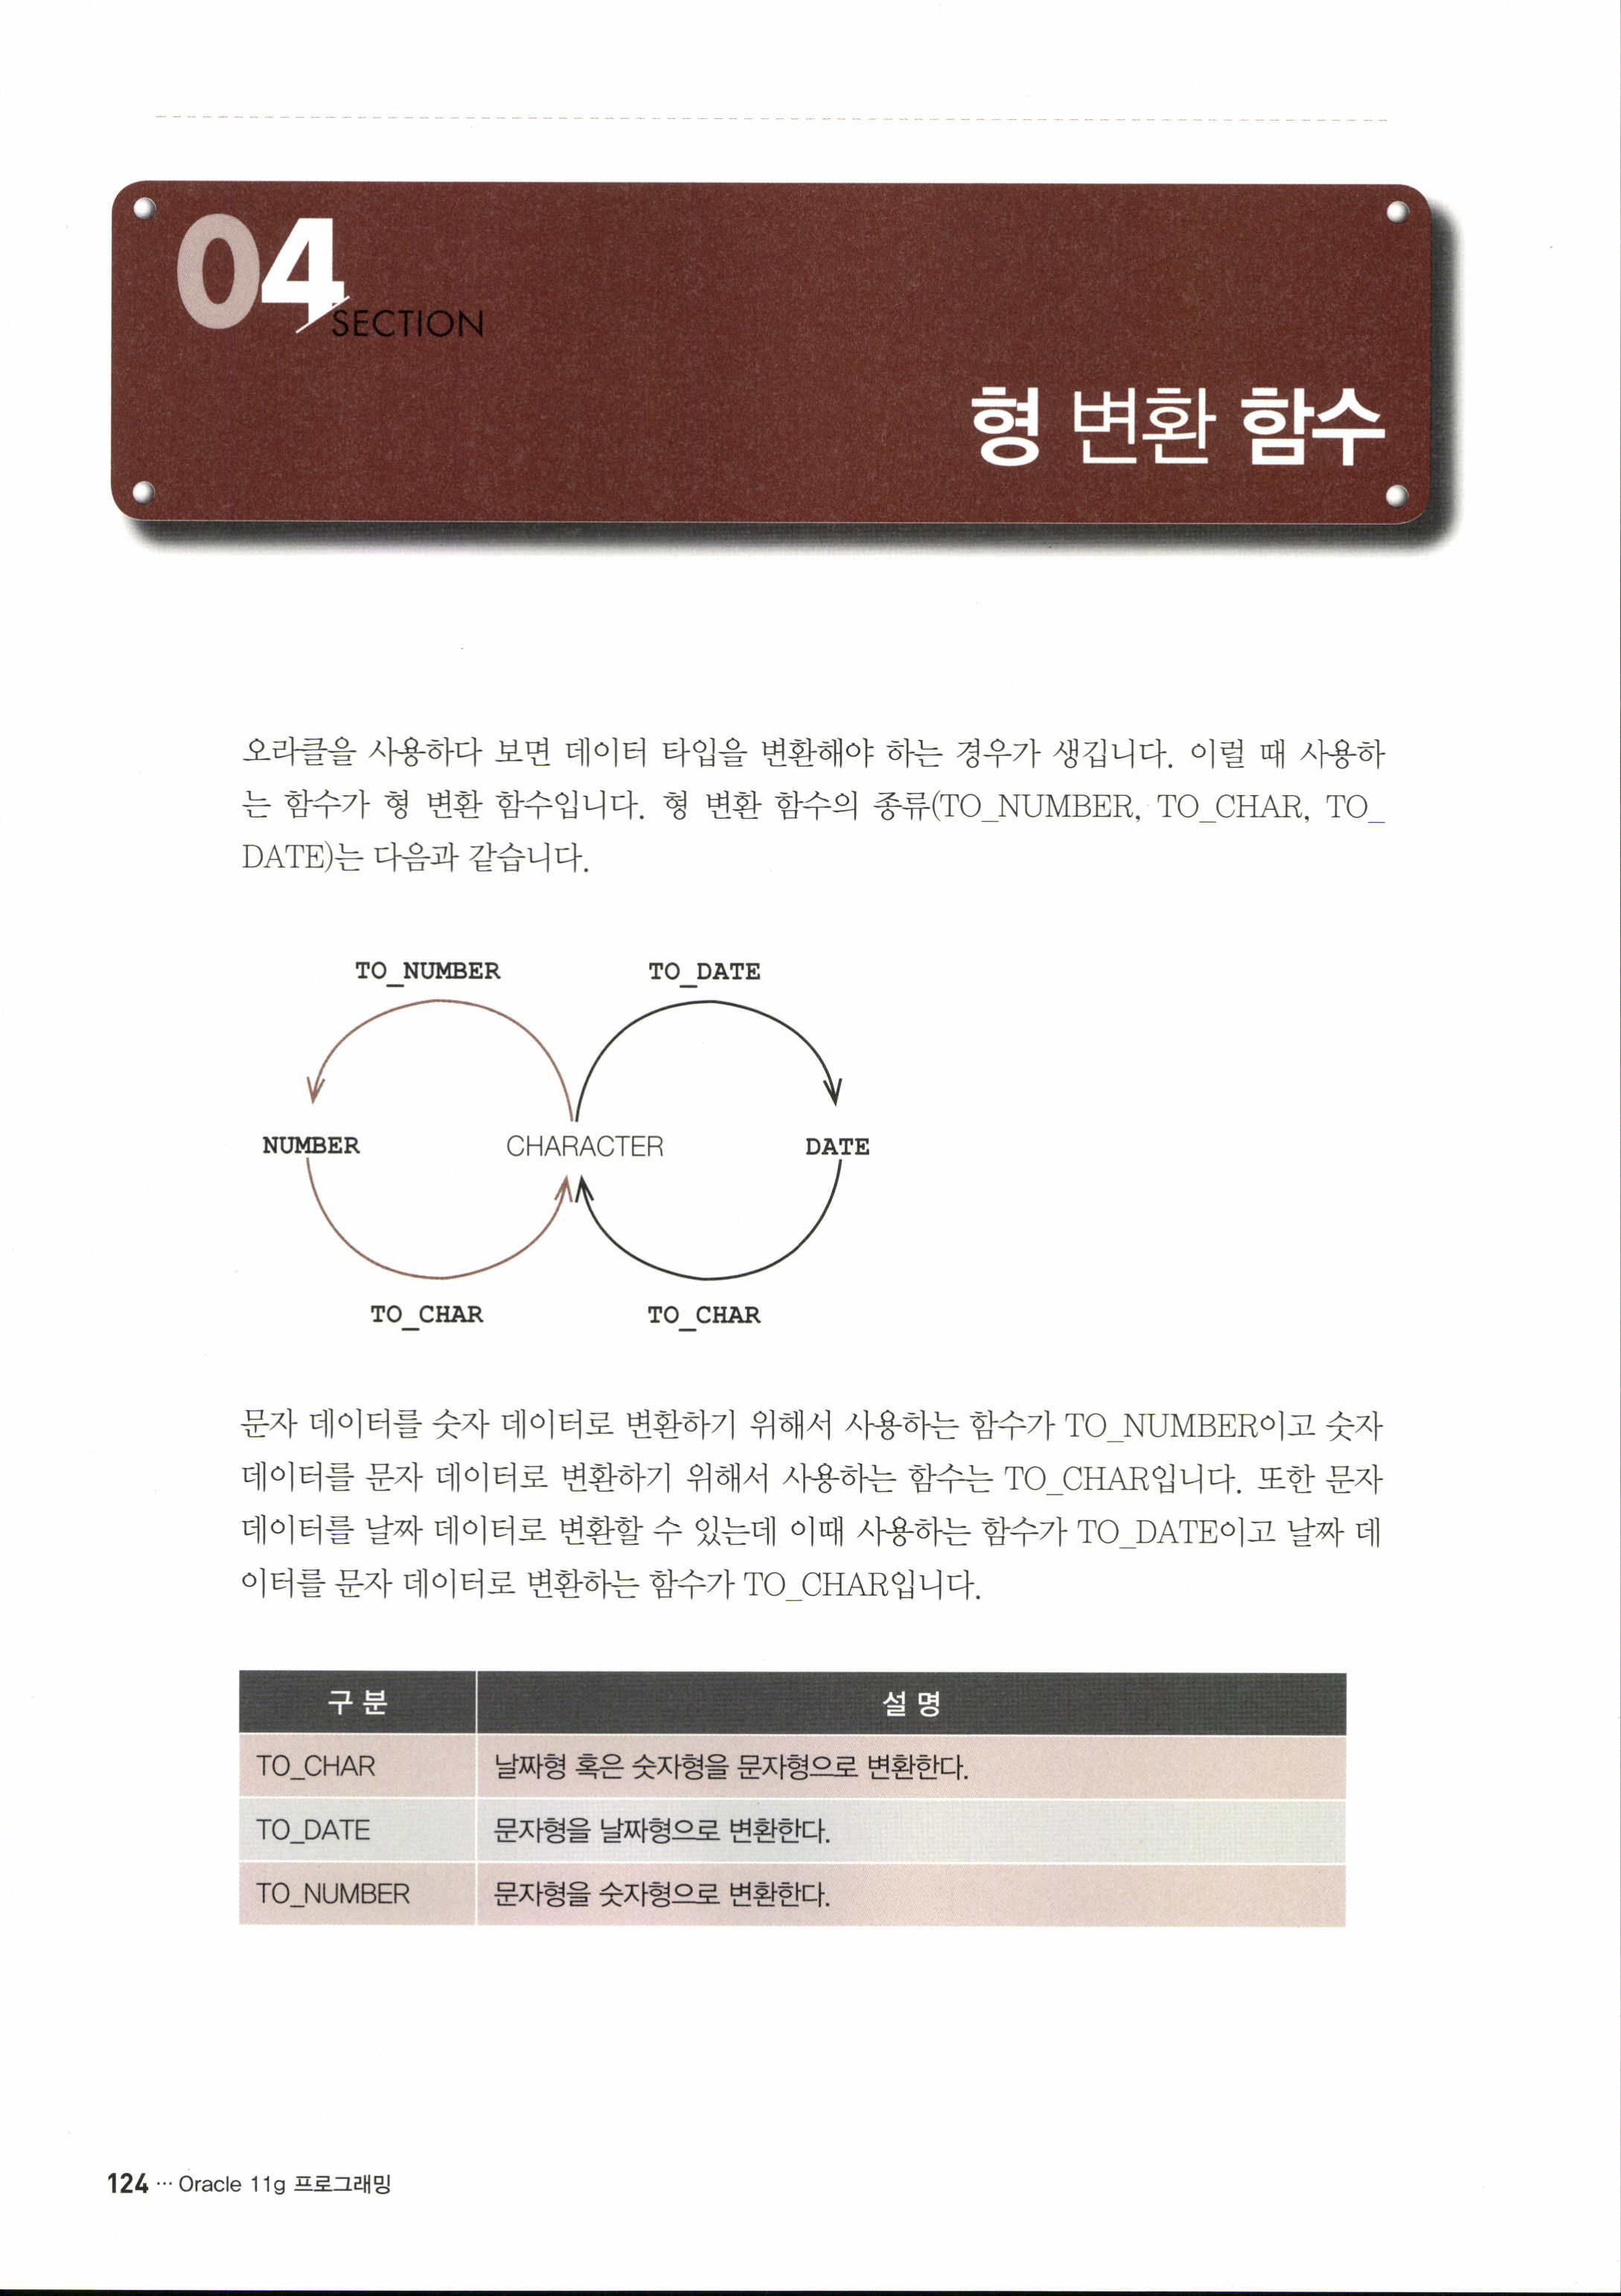 04
SECTION
형 변환 함수
오라클을 사용하다 보면 데이터 타입을 변환해야 하는 경우가 생깁니다. 이럴 때 사용하
는 함수가 형 변환 함수입니다. 형 변환 함수의 종류(TO_NUMBER, TO_CHAR, TO_
DATE)는 다음과 같습니다.
TO_NUMBER TO_DATE
NUMBER CHARACTER DATE
TO_CHAR TO_CHAR
문자 데이터를 숫자 데이터로 변환하기 위해서 사용하는 함수가 TO_NUMBER이고 숫자
데이터를 문자 데이터로 변환하기 위해서 사용하는 함수는 TO_CHAR입니다. 또한 문자
데이터를 날짜 데이터로 변환할 수 있는데 이때 사용하는 함수가 TO_DATE이고 날짜 데
이터를 문자 데이터로 변환하는 함수가 TO_CHAR입니다.
구 분 설 명
TO_CHAR 날짜형 혹은 숫자형을 문자형으로 변환한다.
TO_DATE 문자형을 날짜형으로 변환한다.
TO_NUMBER 문자형을 숫자형으로 변환한다.
124 ··· Oracle 11g 프로그래밍